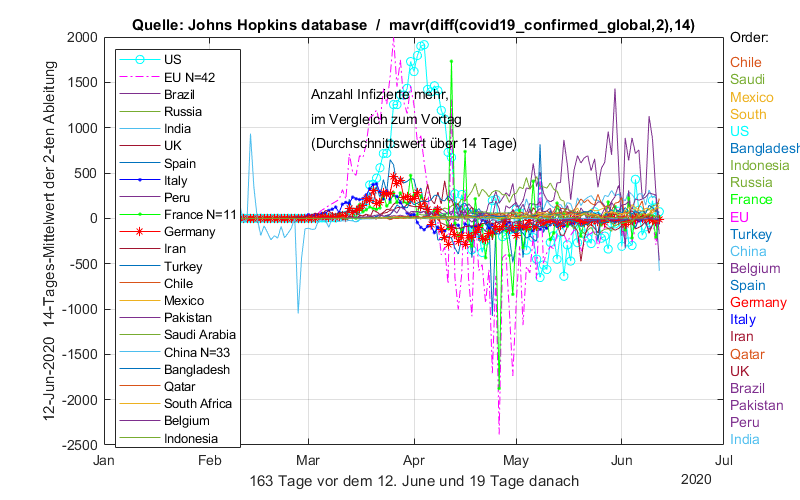 Quelle: Johns Hopkins database / mavr(diff(covid19_confirmed_global,2),14)
12-Jun-2020 14-Tages-Mittelwert der 2-ten Ableitung
2000
1500
1000
500
0
-500
-1000
-1500
-2000
-2500
US
EU N=42
Brazil
Russia
India
UK
Spain
Italy
Peru
France N=11
Germany
Iran
Turkey
Chile
Mexico
Pakistan
Saudi Arabia
China N=33
Bangladesh
Qatar
South Africa
Belgium
Indonesia
Anzahl Infizierte mehr,
im Vergleich zum Vortag
(Durchschnittswert über 14 Tage)
Order:
Chile
Saudi
Mexico
South
US
Bangladesh
Indonesia
Russia
France
EU
Turkey
China
Belgium
Spain
Germany
Italy
Iran
Qatar
UK
Brazil
Pakistan
Peru
India
Jan Feb Mar Apr May Jun Jul
163 Tage vor dem 12. June und 19 Tage danach
2020